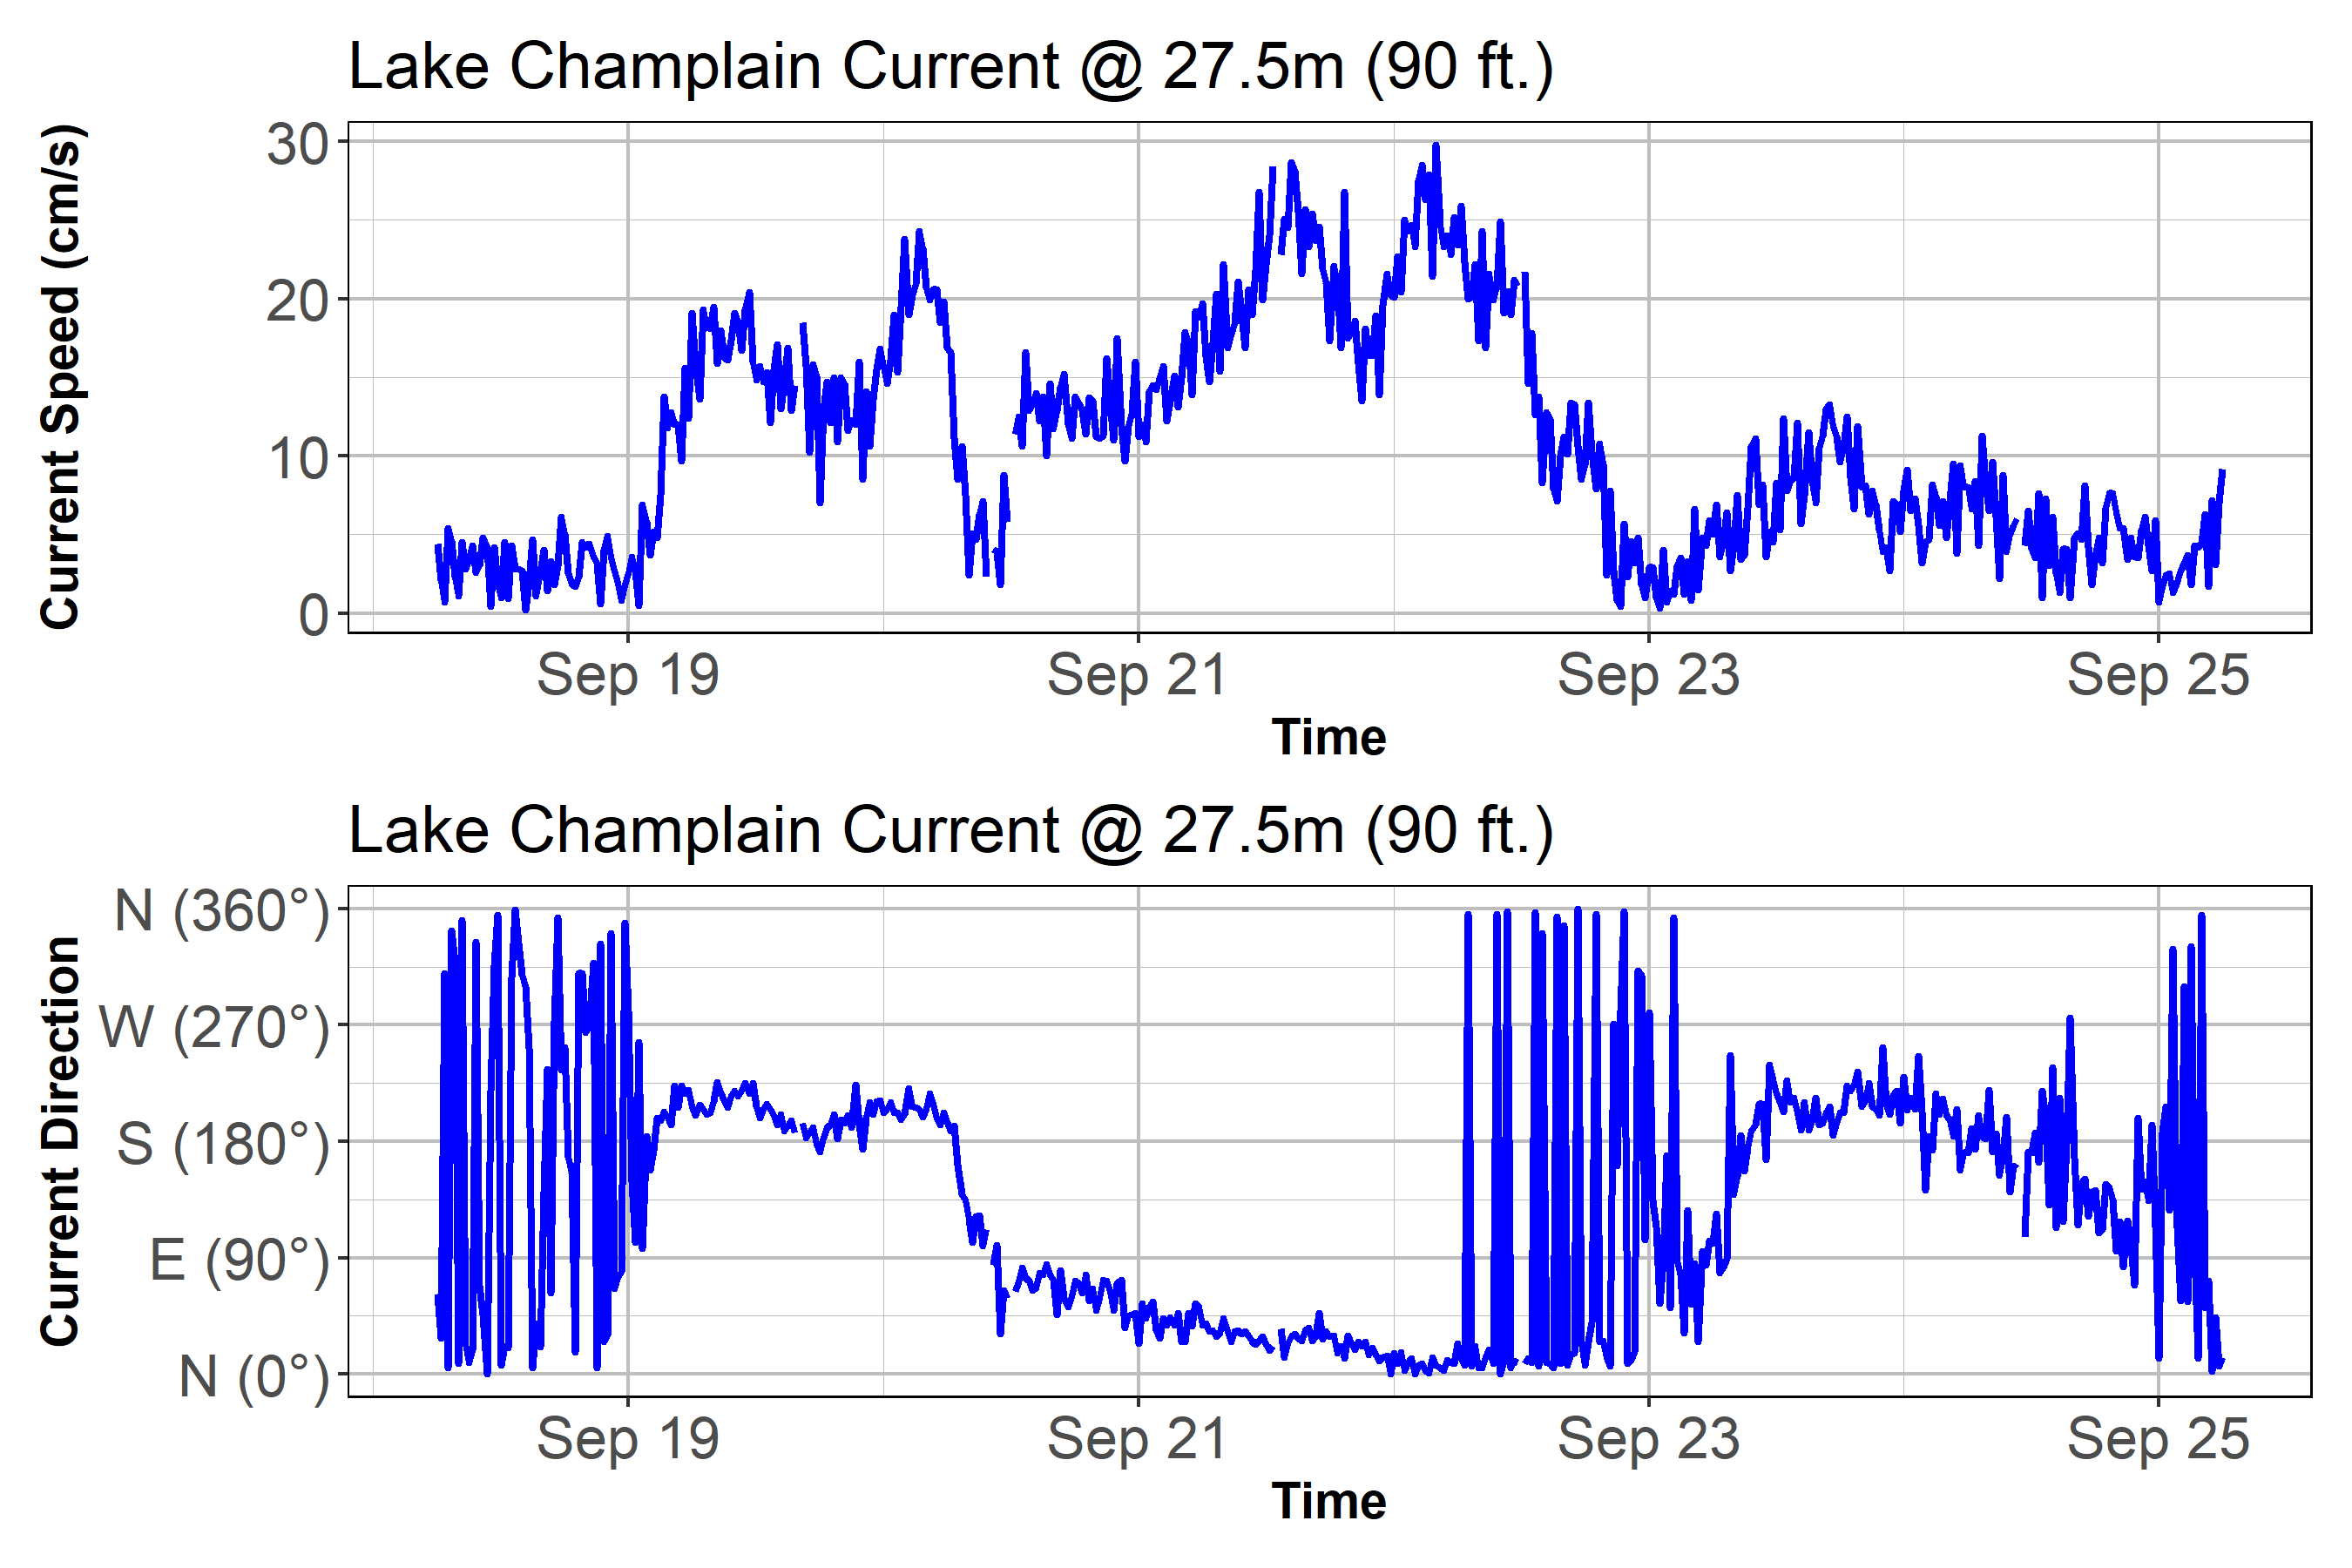 Lake Champlain Current @ 27.5m (90 ft.)
Current Speed (cm/s)
30
20
10
0
Sep 19
Sep 21
Sep 23
Sep 25
Time
Lake Champlain Current @ 27.5m (90 ft.)
Current Direction
N (360°)
W (270°)
S (180°)
E (90°)
N (0°)
Sep 19
Sep 21
Sep 23
Sep 25
Time